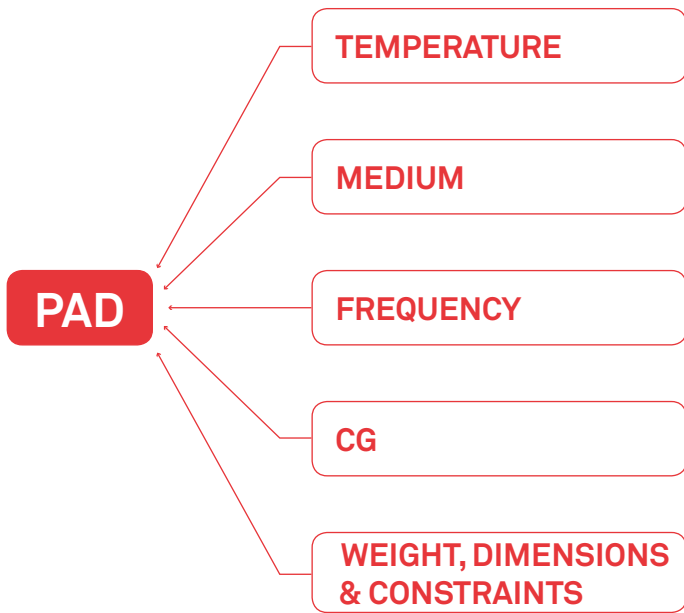 TEMPERATURE
MEDIUM
PAD
FREQUENCY
CG
WEIGHT, DIMENSIONS
& CONSTRAINTS